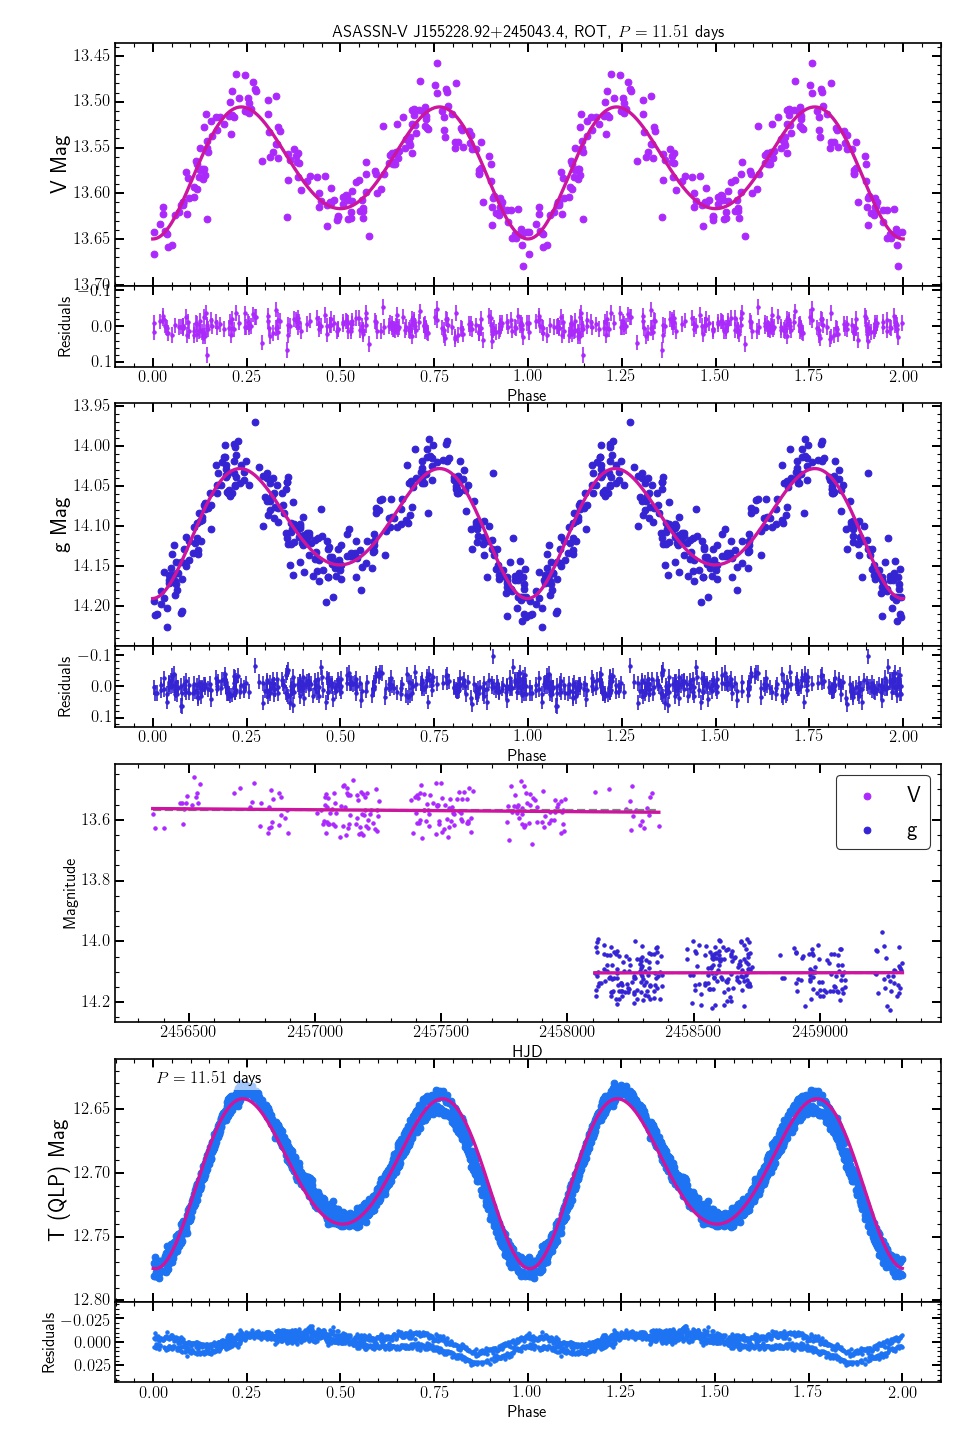 ASASSN-V J155228.92+245043.4, ROT, P = 11.51 days
13.45
13.50
13.55
13.60
13.65
13.70
V Mag
−0.1
0.0
0.1
Residuals
0.00 0.25 0.50 0.75 1.00 1.25 1.50 1.75 2.00
Phase
13.95
14.00
14.05
14.10
14.15
14.20
g Mag
−0.1
0.0
0.1
Residuals
0.00 0.25 0.50 0.75 1.00 1.25 1.50 1.75 2.00
Phase
13.6
13.8
14.0
14.2
Magnitude
V
g
2456600 2457000 2457500 2458000 2458500 2459000
HJD
P = 11.51 days
12.65
12.70
12.75
12.80
T (QLP) Mag
−0.025
0.000
0.025
Residuals
0.00 0.25 0.50 0.75 1.00 1.25 1.50 1.75 2.00
Phase